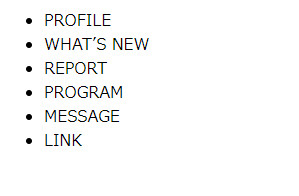 PROFILE
WHAT’S NEW
REPORT
PROGRAM
MESSAGE
LINK